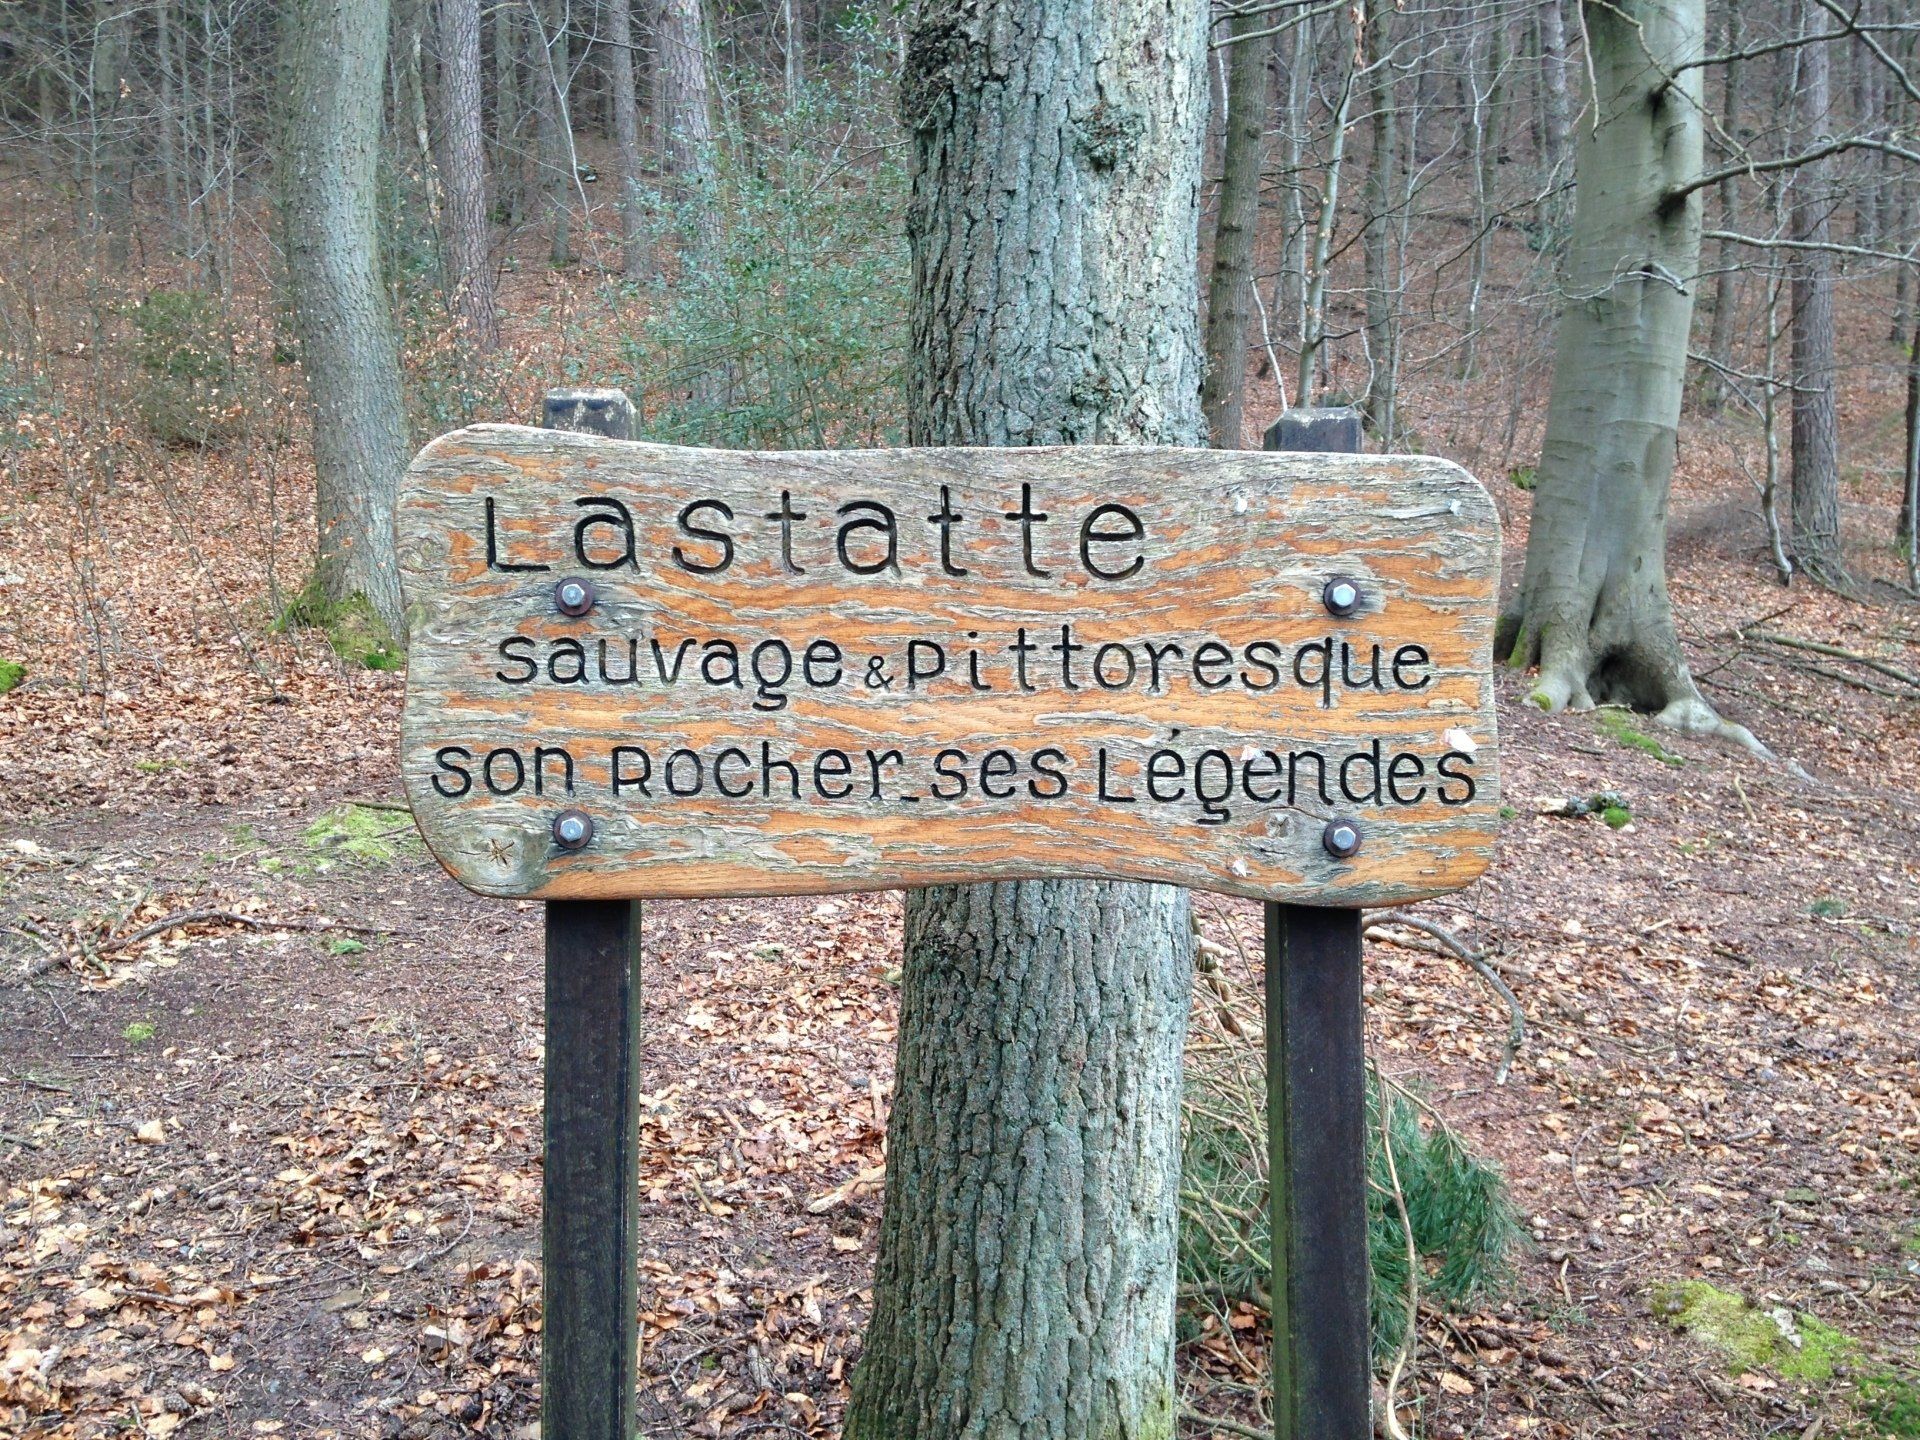 Lastatte
sauvage & pittoresque
son Rocher_ses Légendes